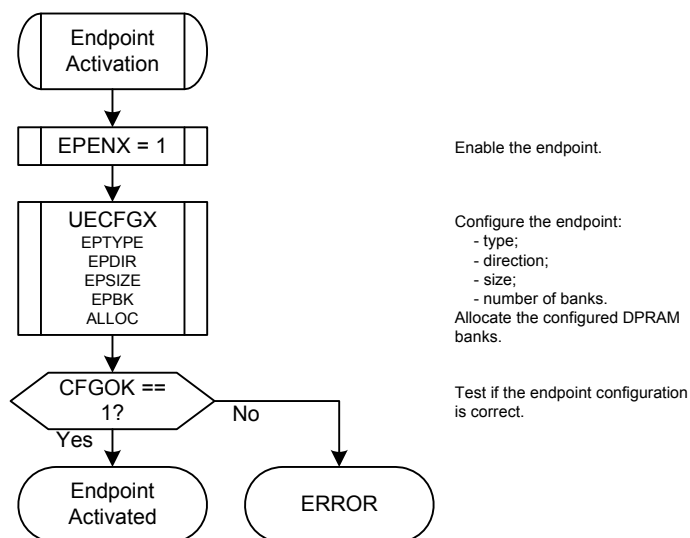 Endpoint
Activation
EPENX = 1
Enable the endpoint.
UECFGX
EPTYPE
EPDIR
EPSIZE
EPBK
ALLOC
Configure the endpoint:
- type;
- direction;
- size;
- number of banks.
Allocate the configured DPRAM
banks.
CFGOK ==
1?
Test if the endpoint configuration
is correct.
No
Yes
Endpoint
Activated
ERROR